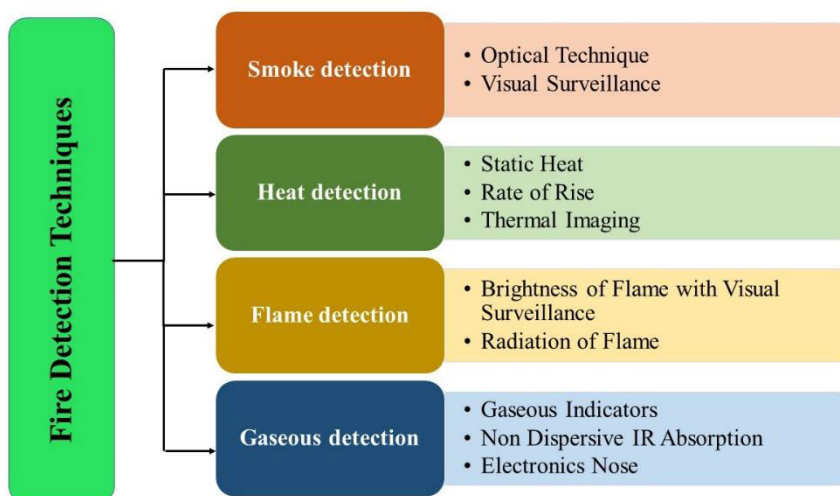 Fire Detection Techniques
Smoke detection
• Optical Technique
• Visual Surveillance
Heat detection
• Static Heat
• Rate of Rise
• Thermal Imaging
Flame detection
• Brightness of Flame with Visual
Surveillance
• Radiation of Flame
Gaseous detection
• Gaseous Indicators
• Non Dispersive IR Absorption
• Electronics Nose